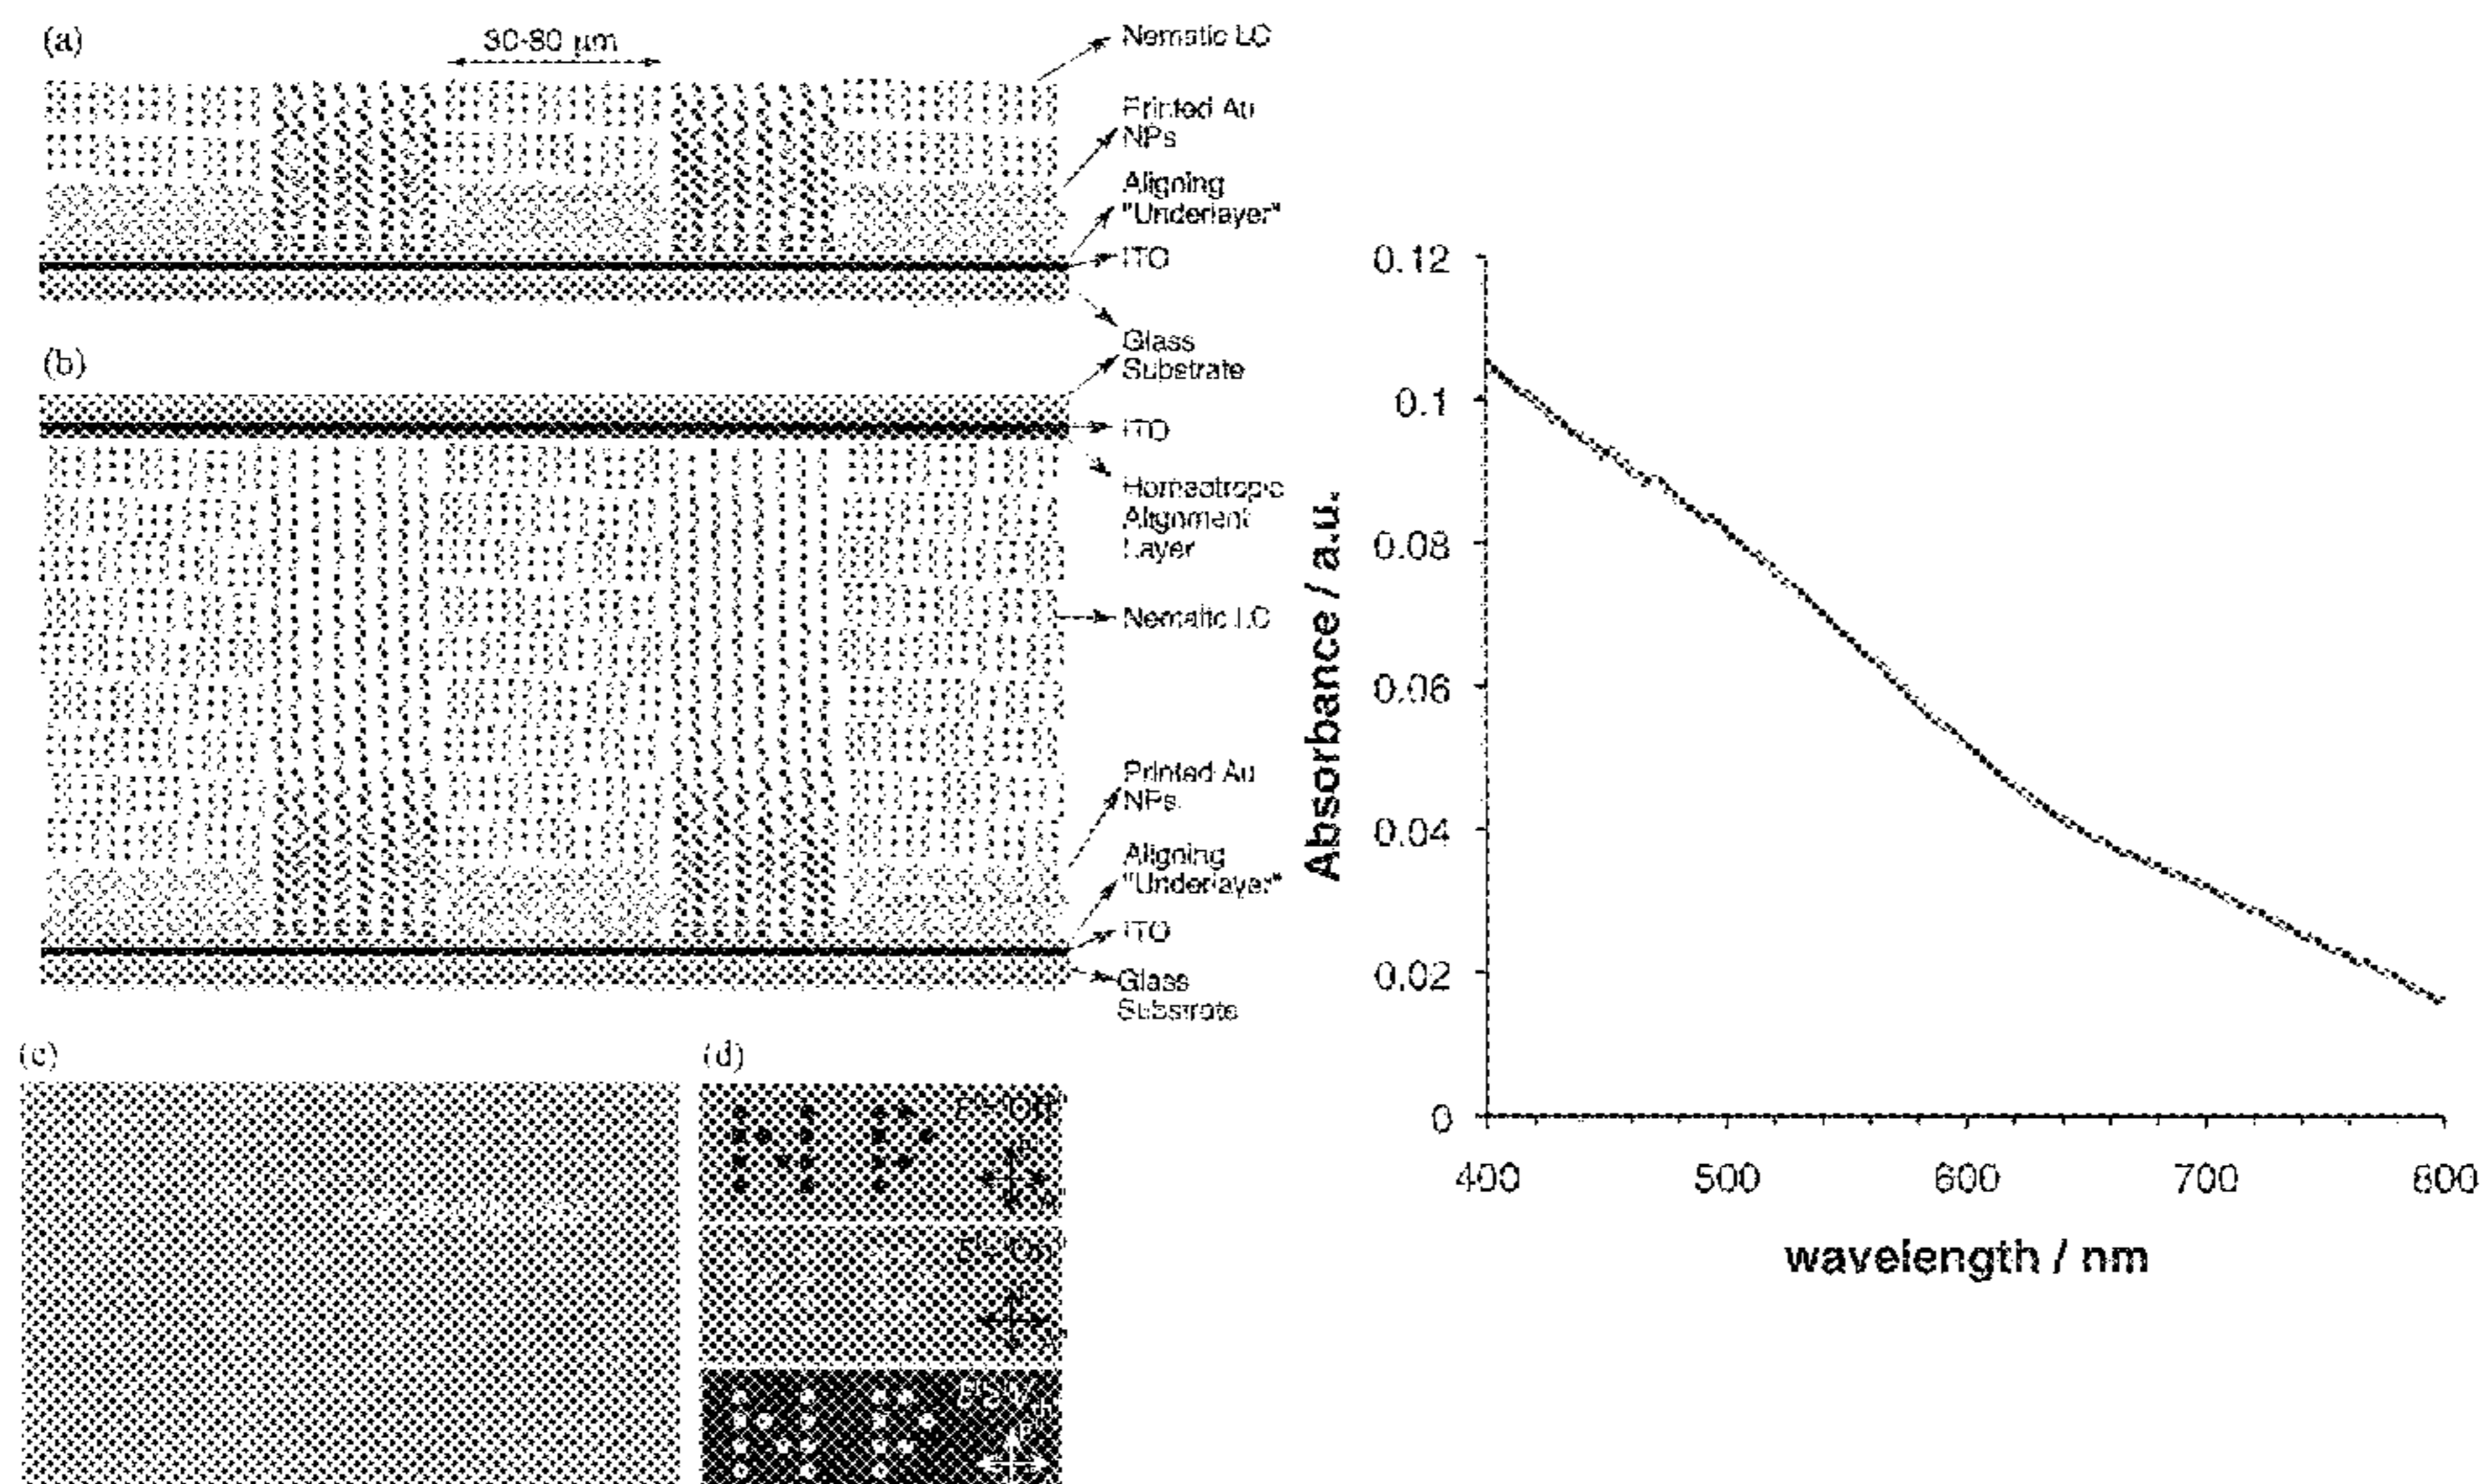 (a)
30-80 µm
Nematic LC
Printed Au
NPs
Aligning
"Underlayer"
ITO
Glass
Substrate
(b)
ITO
Homeotropic
Alignment
Layer
Nematic LC
Printed Au
NPs
Aligning
"Underlayer"
ITO
Glass
Substrate
(c)
(d)
0.12
0.1
0.08
0.06
0.04
0.02
0
Absorbance / a.u.
400 500 600 700 800
wavelength / nm